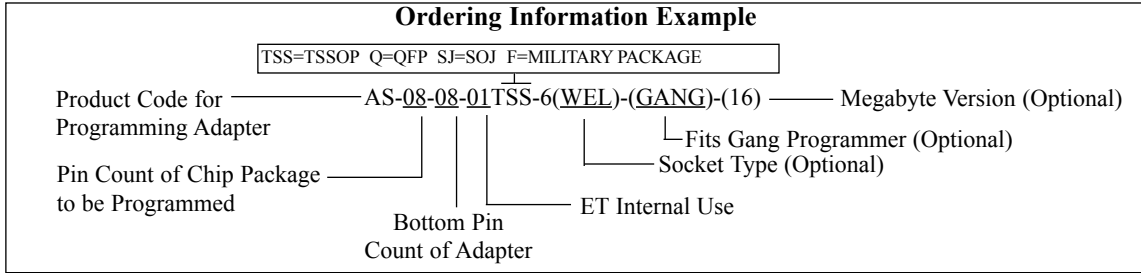 Ordering Information Example
TSS=TSSOP Q=QFP SJ=SOJ F=MILITARY PACKAGE
AS-08-08-01TSS-6(WEL)-(GANG)-(16)
Product Code for
Programming Adapter
Megabyte Version (Optional)
Fits Gang Programmer (Optional)
Socket Type (Optional)
Pin Count of Chip Package
to be Programmed
ET Internal Use
Bottom Pin
Count of Adapter